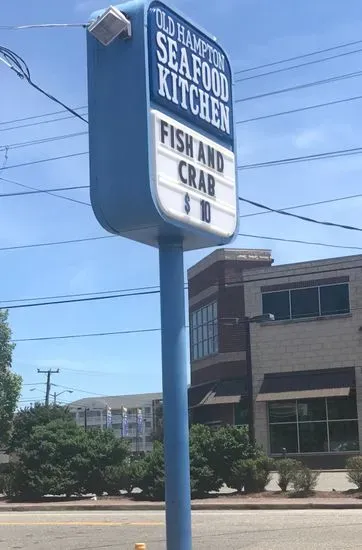 "OLD HAMPTON
SEAFOOD
KITCHEN"
FISH AND
CRAB
$ 10